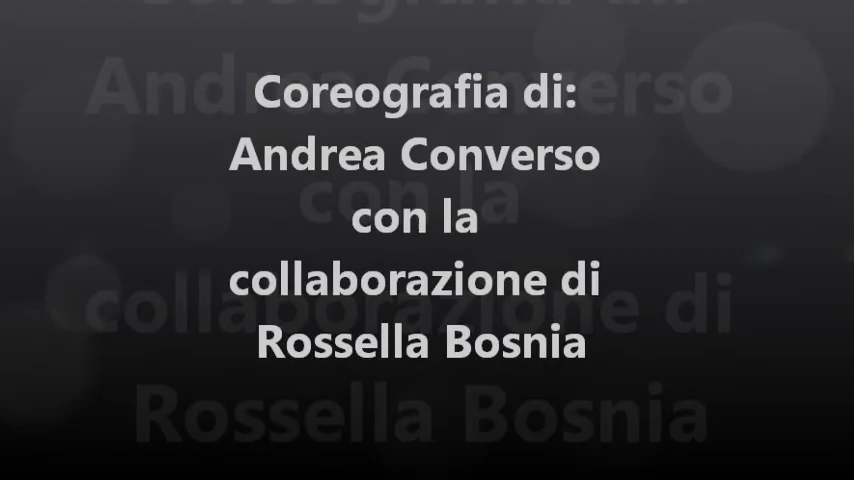 Coreografia di:
Andrea Converso
con la
collaborazione di
Rossella Bosnia